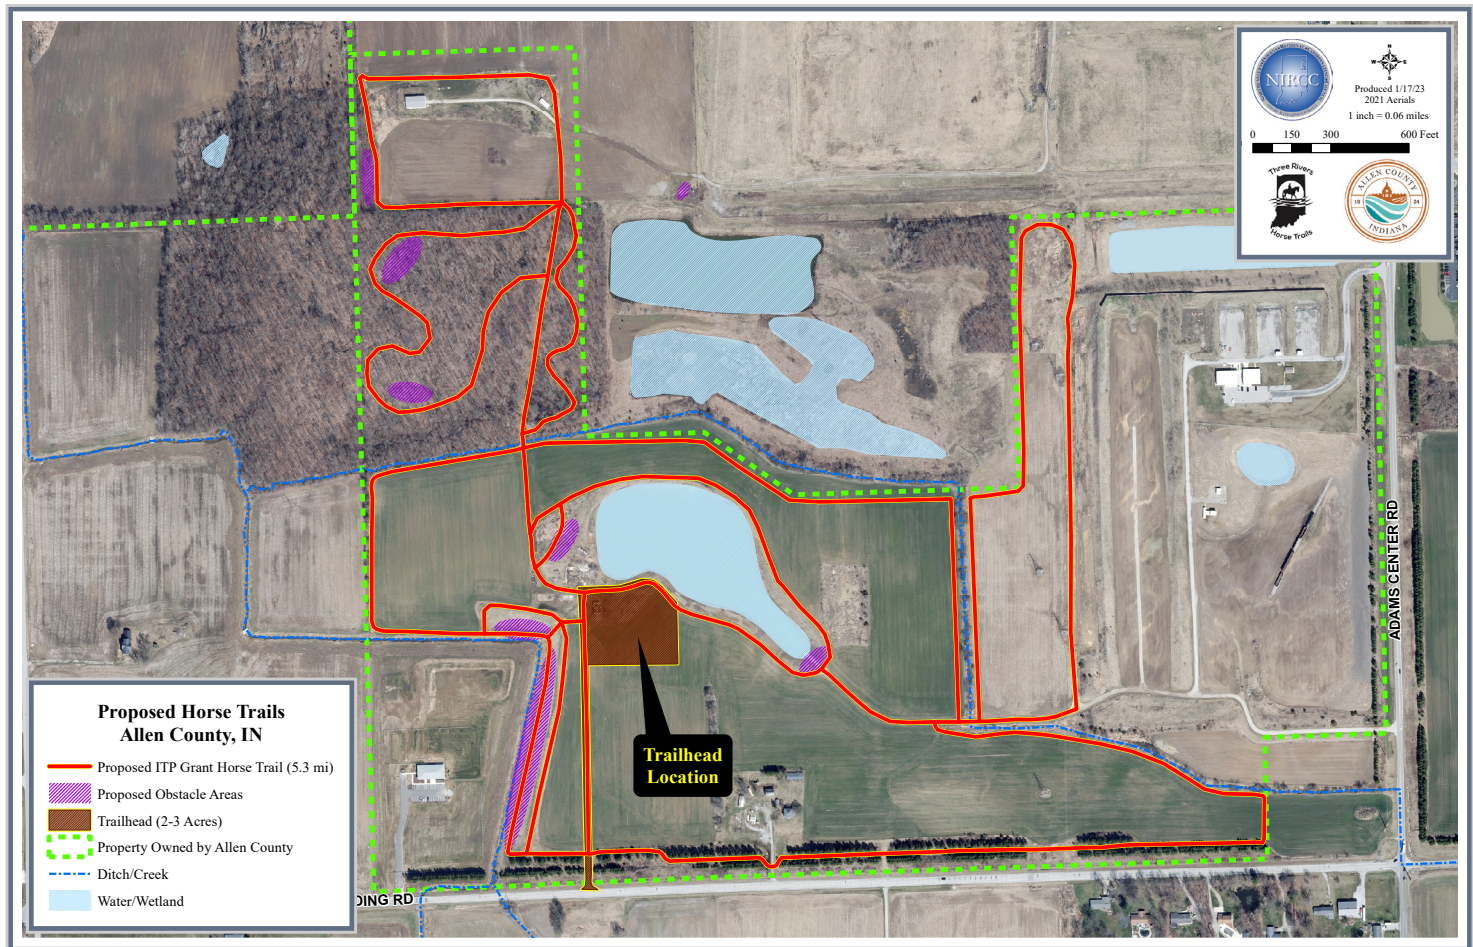 NIRCC
N
W E
S
Produced 1/17/23
2021 Aerials
1 inch = 0.06 miles
0 150 300 600 Feet
Three Rivers
Horse Trails
ALLEN COUNTY
18 24
INDIANA
ADAMS CENTER RD
Trailhead
Location
Proposed Horse Trails
Allen County, IN
Proposed ITP Grant Horse Trail (5.3 mi)
Proposed Obstacle Areas
Trailhead (2-3 Acres)
Property Owned by Allen County
Ditch/Creek
Water/Wetland
DING RD